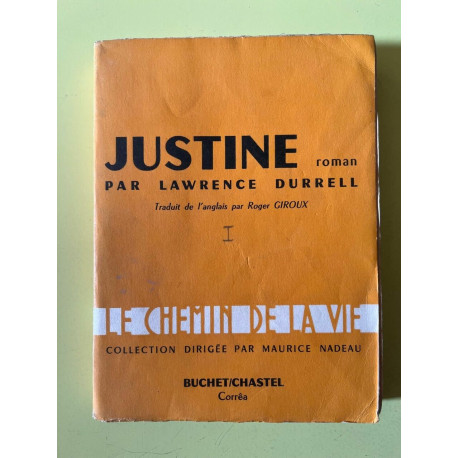 JUSTINE roman
PAR LAWRENCE DURRELL
Traduit de l'anglais par Roger GIROUX
I
LE CHEMIN DE LA VIE
COLLECTION DIRIGÉE PAR MAURICE NADEAU
BUCHET/CHASTEL
Corrêa